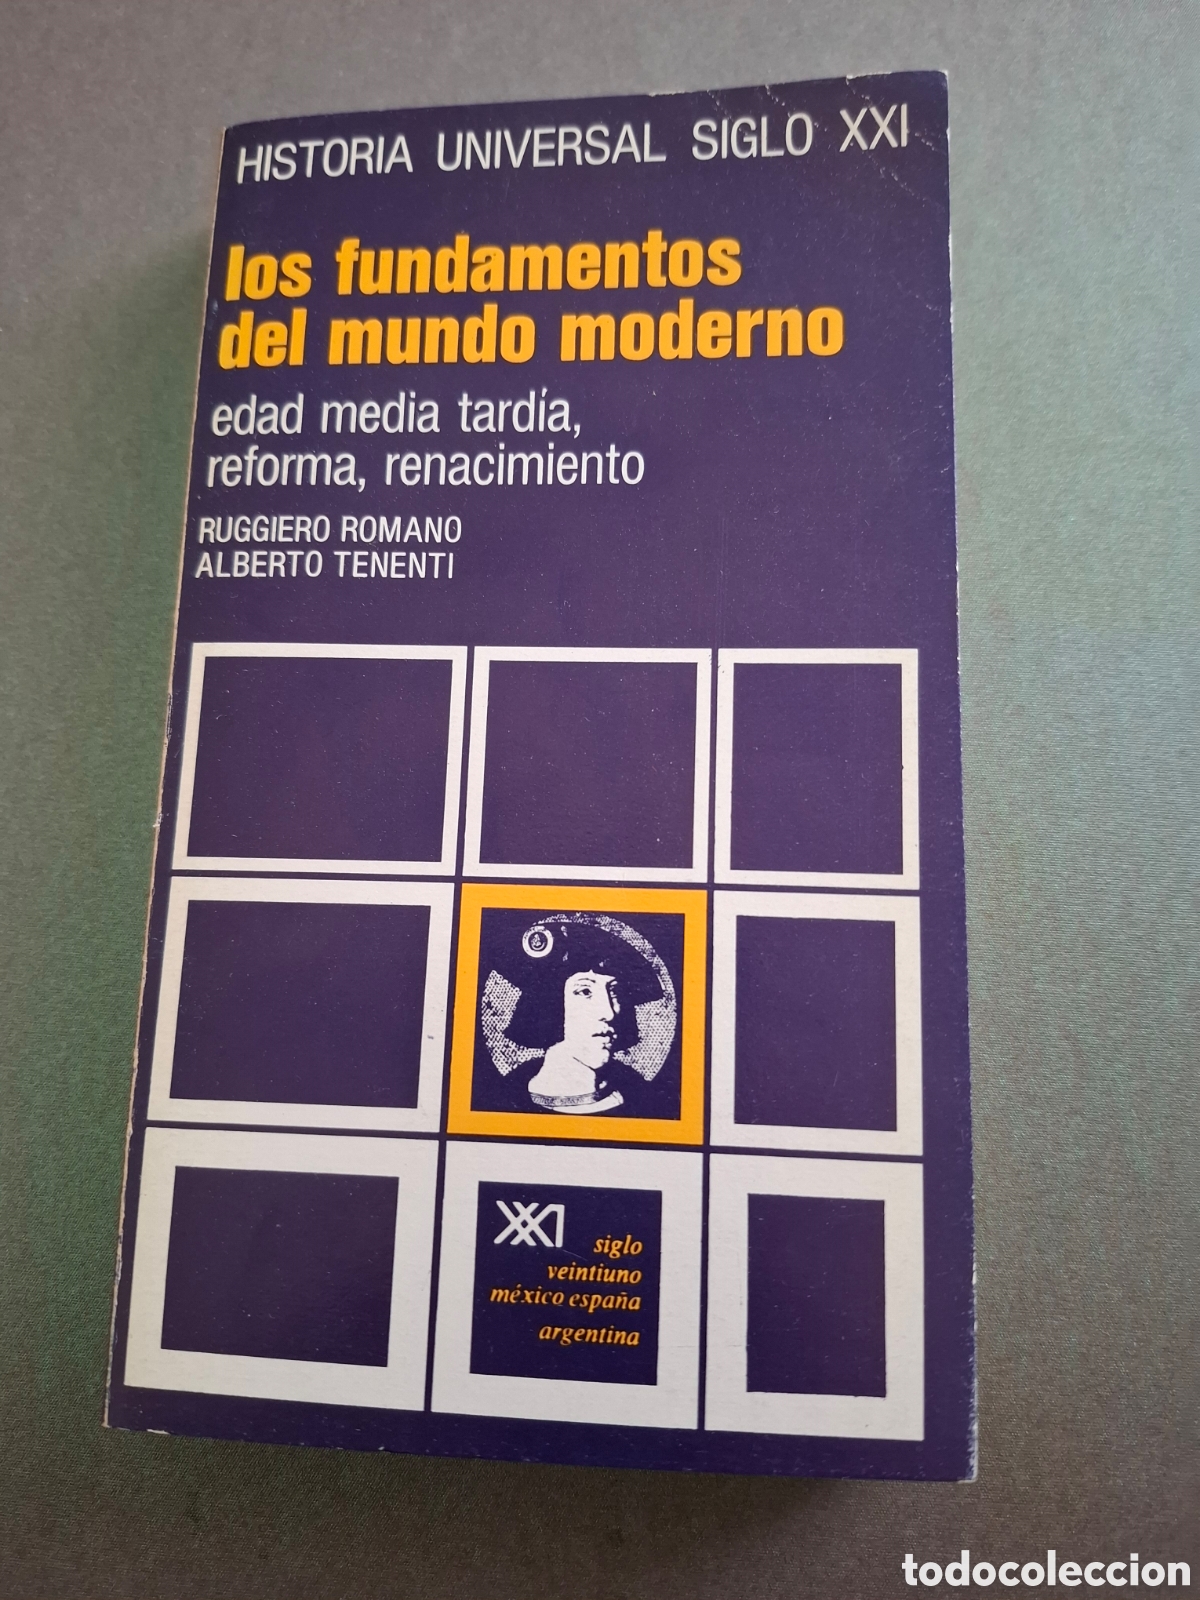 HISTORIA UNIVERSAL SIGLO XXI
los fundamentos
del mundo moderno
edad media tardía,
reforma, renacimiento
RUGGIERO ROMANO
ALBERTO TENENTI
siglo
veintiuno
méxico españa
argentina
todocoleccion